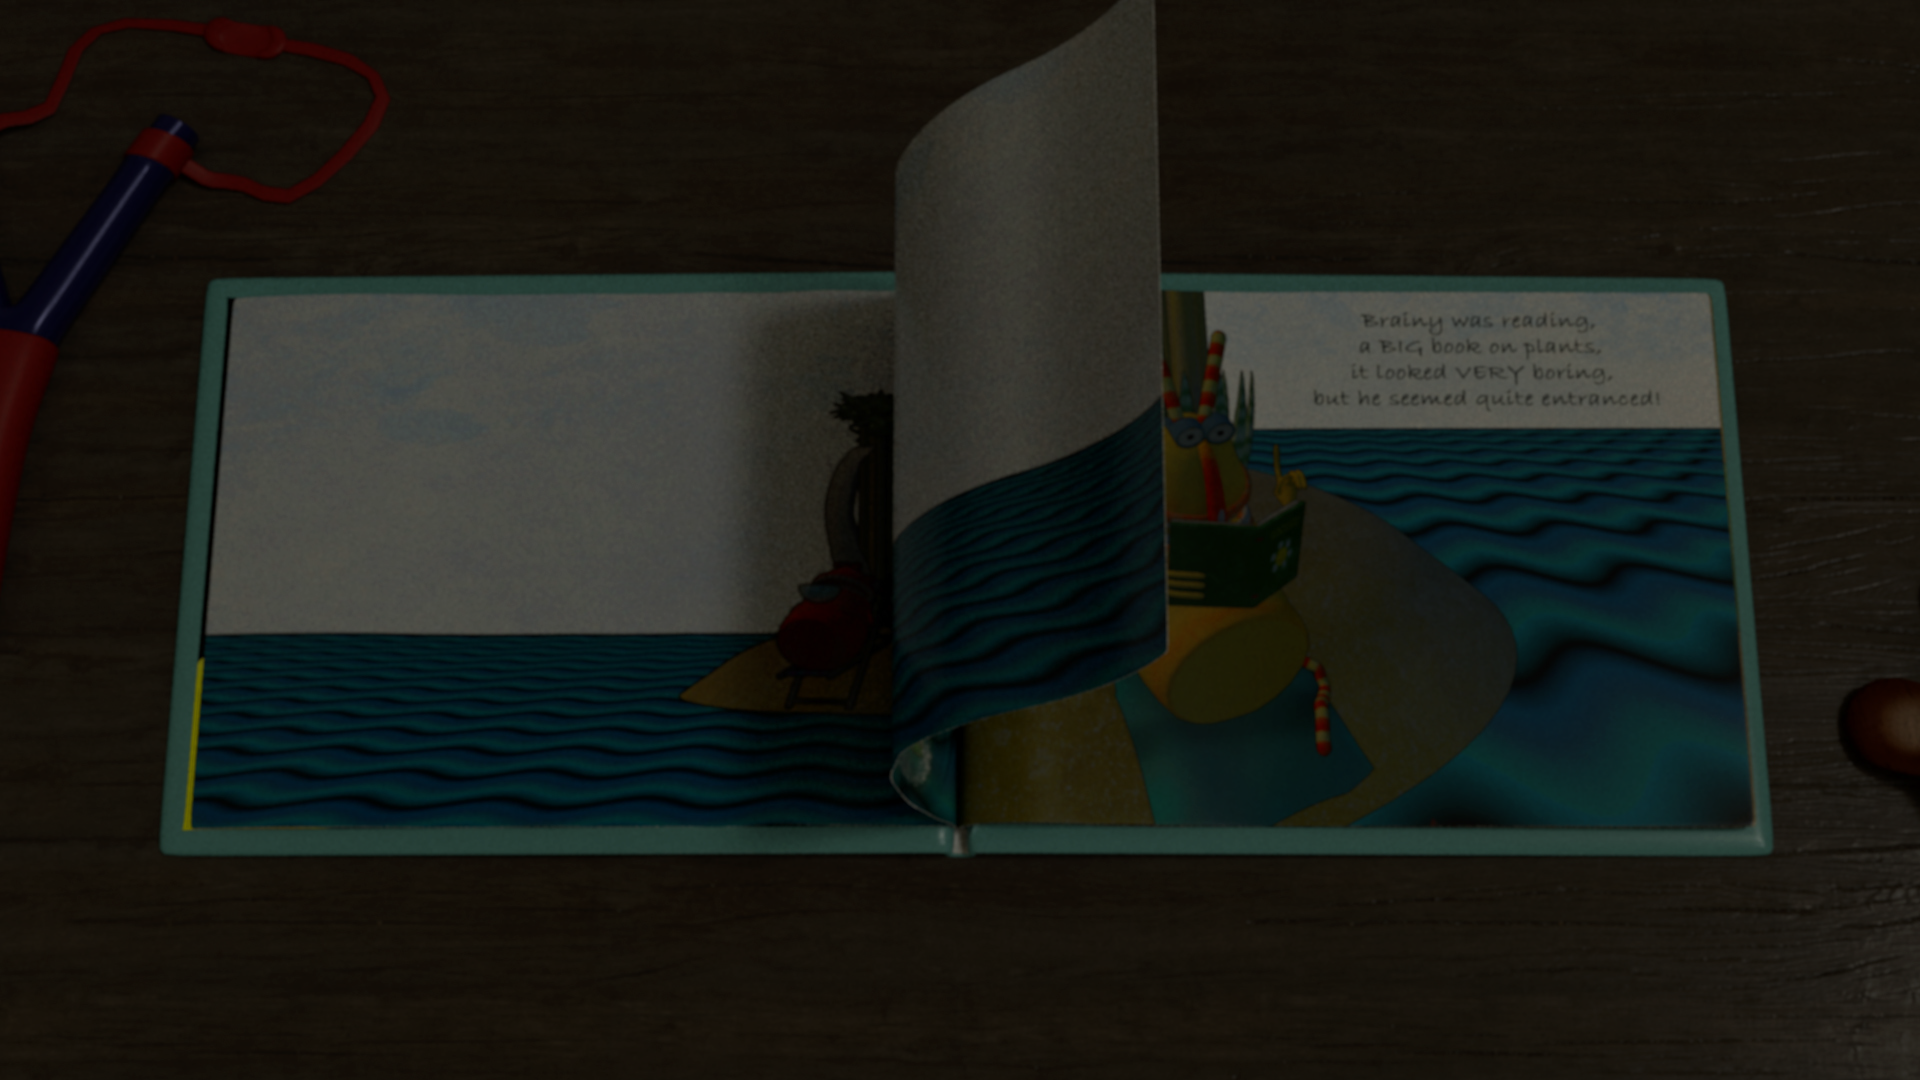 Brainy was reading,
a BIG book on plants,
it looked VERY boring,
but he seemed quite entranced!